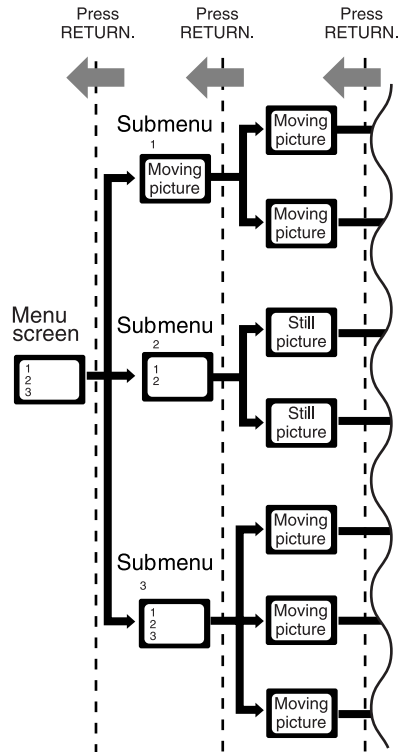 Press
RETURN.
Press
RETURN.
Press
RETURN.
Submenu
1
Moving
picture
Moving
picture
Moving
picture
Menu
screen
1
2
3
Submenu
2
1
2
Still
picture
Still
picture
Submenu
3
1
2
3
Moving
picture
Moving
picture
Moving
picture